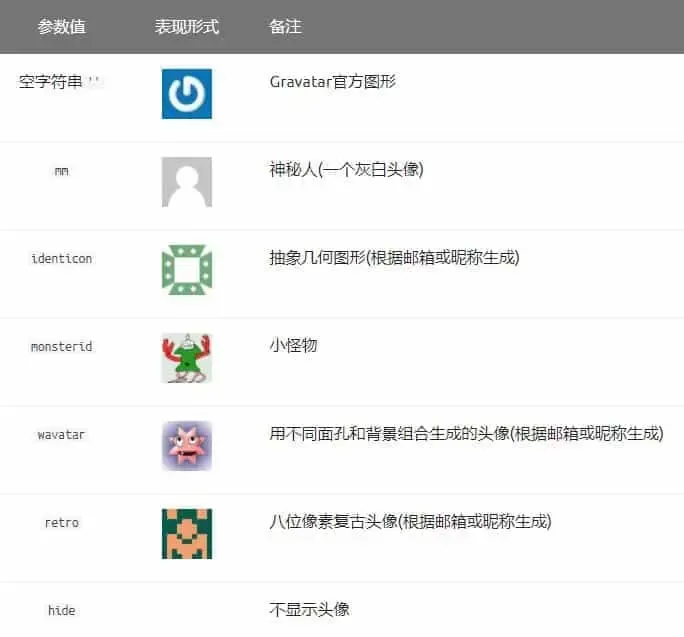 参数值 表现形式 备注
空字符串'' Gravatar官方图形
mm 神秘人(一个灰白头像)
identicon 抽象几何图形(根据邮箱或昵称生成)
monsterid 小怪物
wavatar 用不同面孔和背景组合生成的头像(根据邮箱或昵称生成)
retro 八位像素复古头像(根据邮箱或昵称生成)
hide 不显示头像